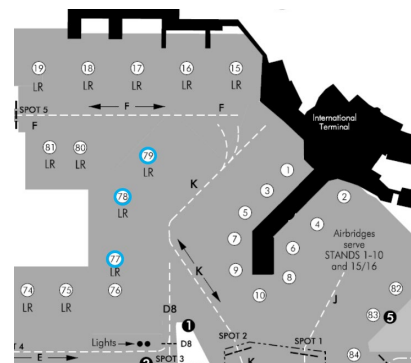 19 18 17 16 15
LR LR LR LR
International
Terminal
SPOT 5
F F
F
81 80 79
LR LR LR
K
1
3
2
78
LR
5
4
7
6
Airbridges
serve
STANDS 1-10
and 15/16
77
LR
K
9
8
74 75 76
LR LR
10
J
82
D8
83 5
1
Lights D8
SPOT 2 SPOT 1
T 4
E
2 SPOT 3
K
84